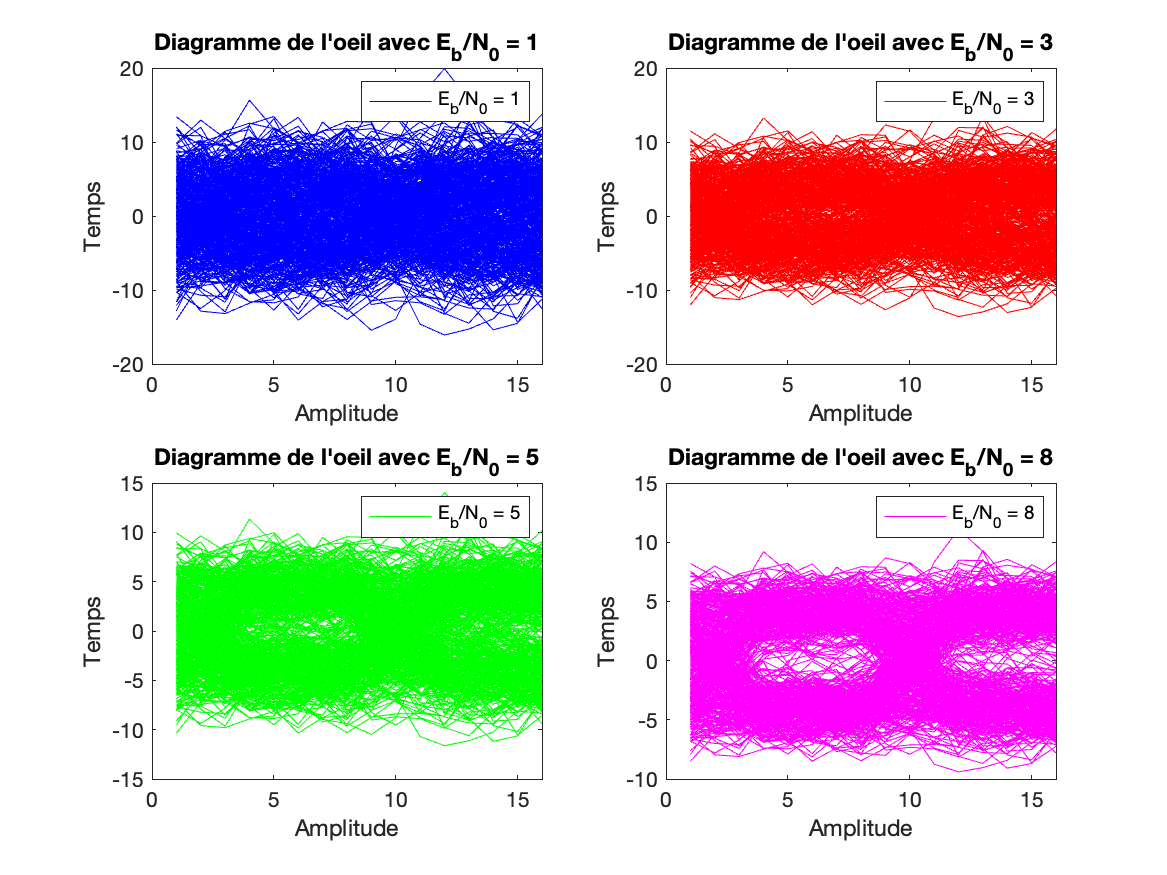 Diagramme de l'oeil avec E_b/N_0 = 1
20
10
0
-10
-20
0 5 10 15
Temps
Amplitude
E_b/N_0 = 1
Diagramme de l'oeil avec E_b/N_0 = 3
20
10
0
-10
-20
0 5 10 15
Temps
Amplitude
E_b/N_0 = 3
Diagramme de l'oeil avec E_b/N_0 = 5
15
10
5
0
-5
-10
-15
0 5 10 15
Temps
Amplitude
E_b/N_0 = 5
Diagramme de l'oeil avec E_b/N_0 = 8
15
10
5
0
-5
-10
0 5 10 15
Temps
Amplitude
E_b/N_0 = 8